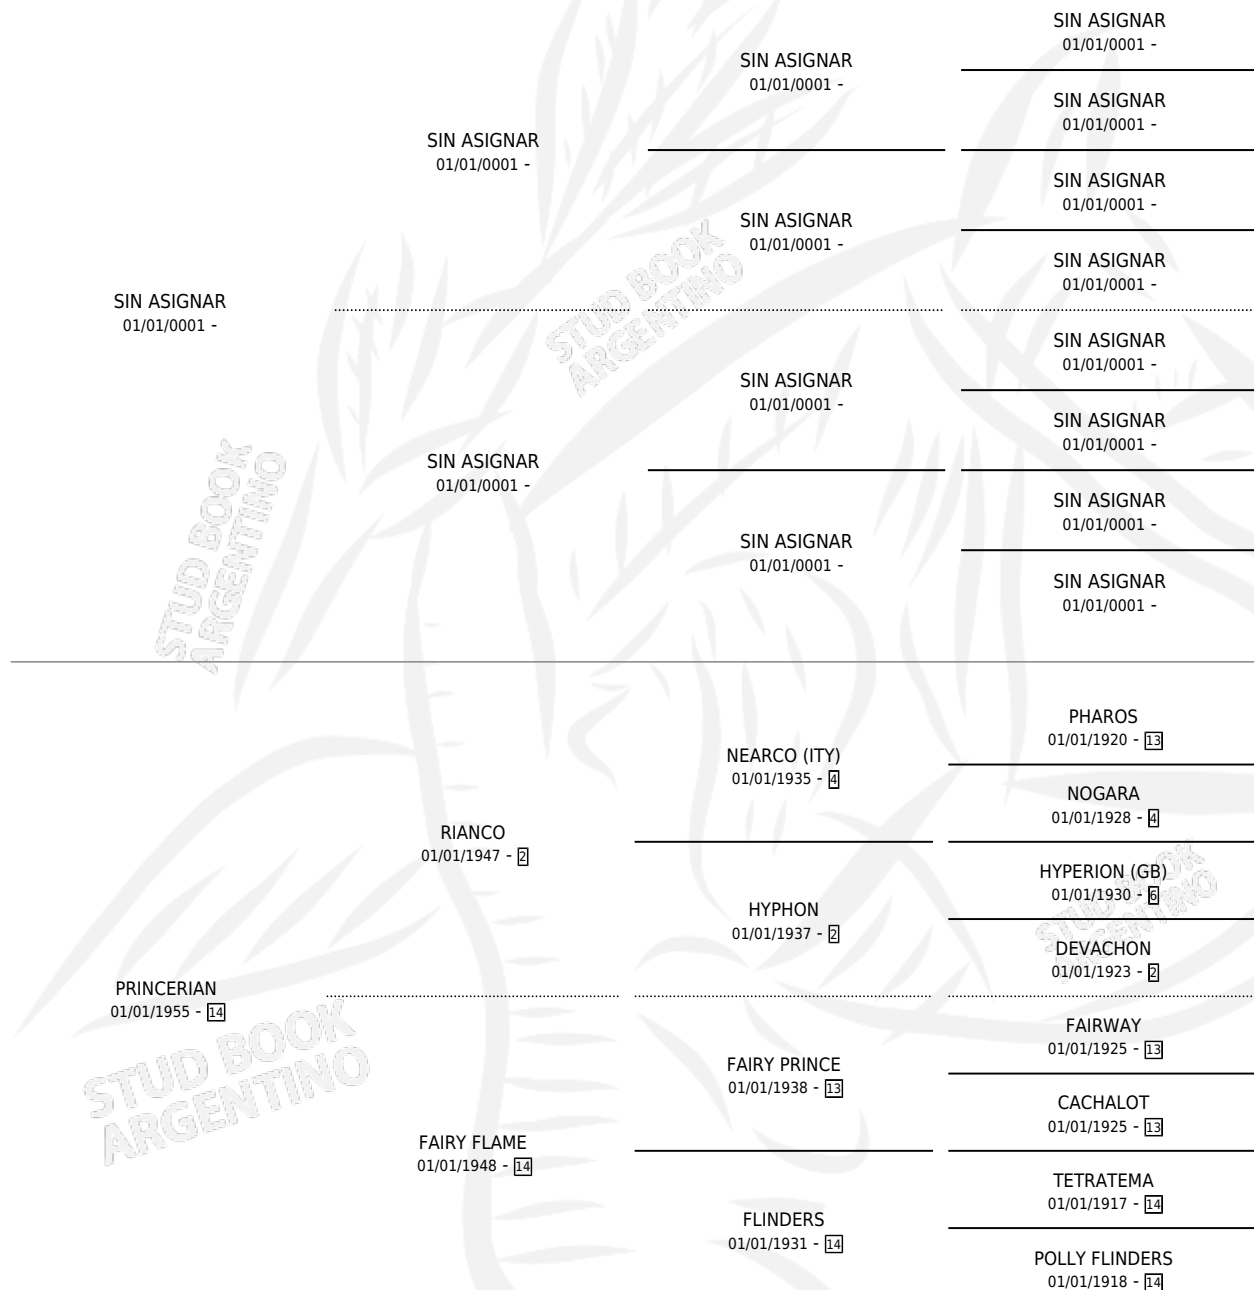 SIN ASIGNAR
01/01/0001 -
SIN ASIGNAR
01/01/0001 -
SIN ASIGNAR
01/01/0001 -
SIN ASIGNAR
01/01/0001 -
SIN ASIGNAR
01/01/0001 -
SIN ASIGNAR
01/01/0001 -
SIN ASIGNAR
01/01/0001 -
STUD BOOK
ARGENTINO
SIN ASIGNAR
01/01/0001 -
SIN ASIGNAR
01/01/0001 -
SIN ASIGNAR
01/01/0001 -
SIN ASIGNAR
01/01/0001 -
SIN ASIGNAR
01/01/0001 -
STUD BOOK
ARGENTINO
SIN ASIGNAR
01/01/0001 -
SIN ASIGNAR
01/01/0001 -
SIN ASIGNAR
01/01/0001 -
PHAROS
01/01/1920 - 13
NEARCO (ITY)
01/01/1935 - 4
NOGARA
01/01/1928 - 4
RIANCO
01/01/1947 - 2
HYPERION (GB)
01/01/1930 - 6
STUD BOOK
ARGENTINO
HYPHON
01/01/1937 - 2
DEVACHON
01/01/1923 - 2
PRINCERIAN
01/01/1955 - 14
STUD BOOK
ARGENTINO
FAIRWAY
01/01/1925 - 13
FAIRY PRINCE
01/01/1938 - 13
CACHALOT
01/01/1925 - 13
FAIRY FLAME
01/01/1948 - 14
TETRATEMA
01/01/1917 - 14
FLINDERS
01/01/1931 - 14
POLLY FLINDERS
01/01/1918 - 14